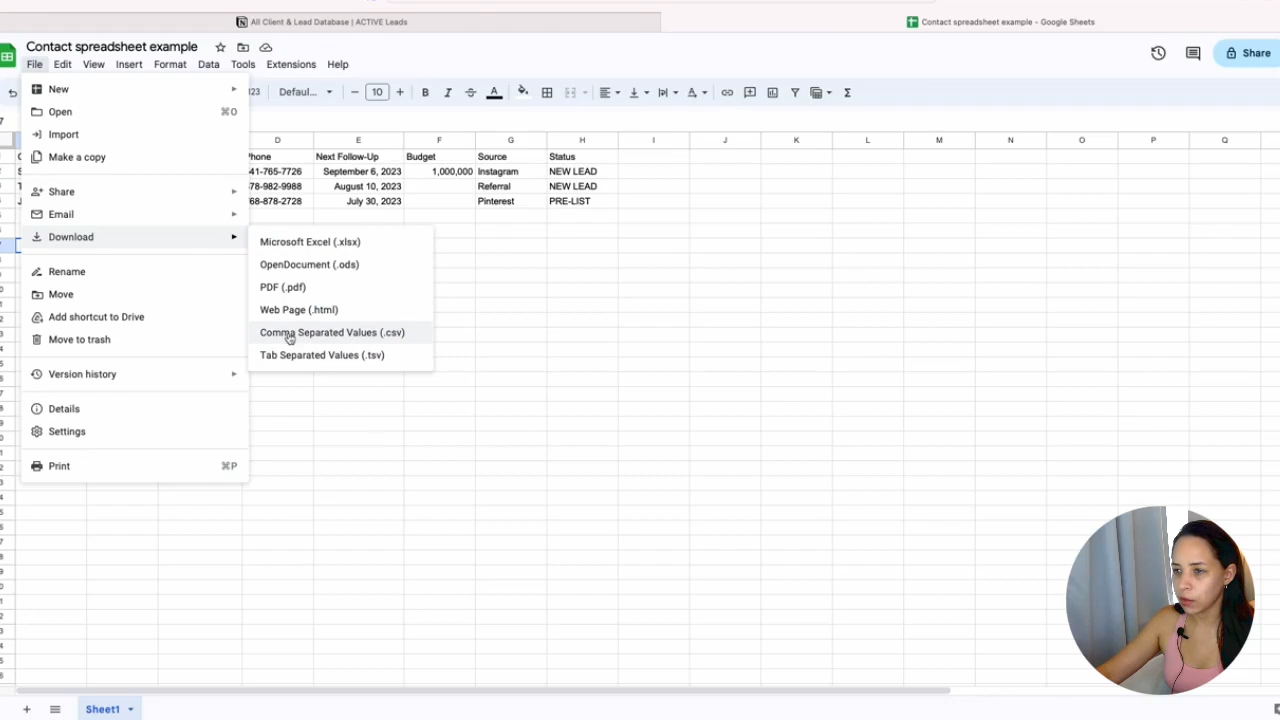 All Client & Lead Database | ACTIVE Leads
Contact spreadsheet example - Google Sheets
Contact spreadsheet example
Share
File Edit View Insert Format Data Tools Extensions Help
123 Defaul... 10 B
New
Open ⌘O
Import
Make a copy
Share
Email
Download
Rename
Move
Add shortcut to Drive
Move to trash
Version history
Details
Settings
Print ⌘P
Microsoft Excel (.xlsx)
OpenDocument (.ods)
PDF (.pdf)
Web Page (.html)
Comma Separated Values (.csv)
Tab Separated Values (.tsv)
D E F G H I J K L M N O P Q
Phone Next Follow-Up Budget Source Status
41-765-7726 September 6, 2023 1,000,000 Instagram NEW LEAD
78-982-9988 August 10, 2023 Referral NEW LEAD
768-878-2728 July 30, 2023 Pinterest PRE-LIST
Sheet1